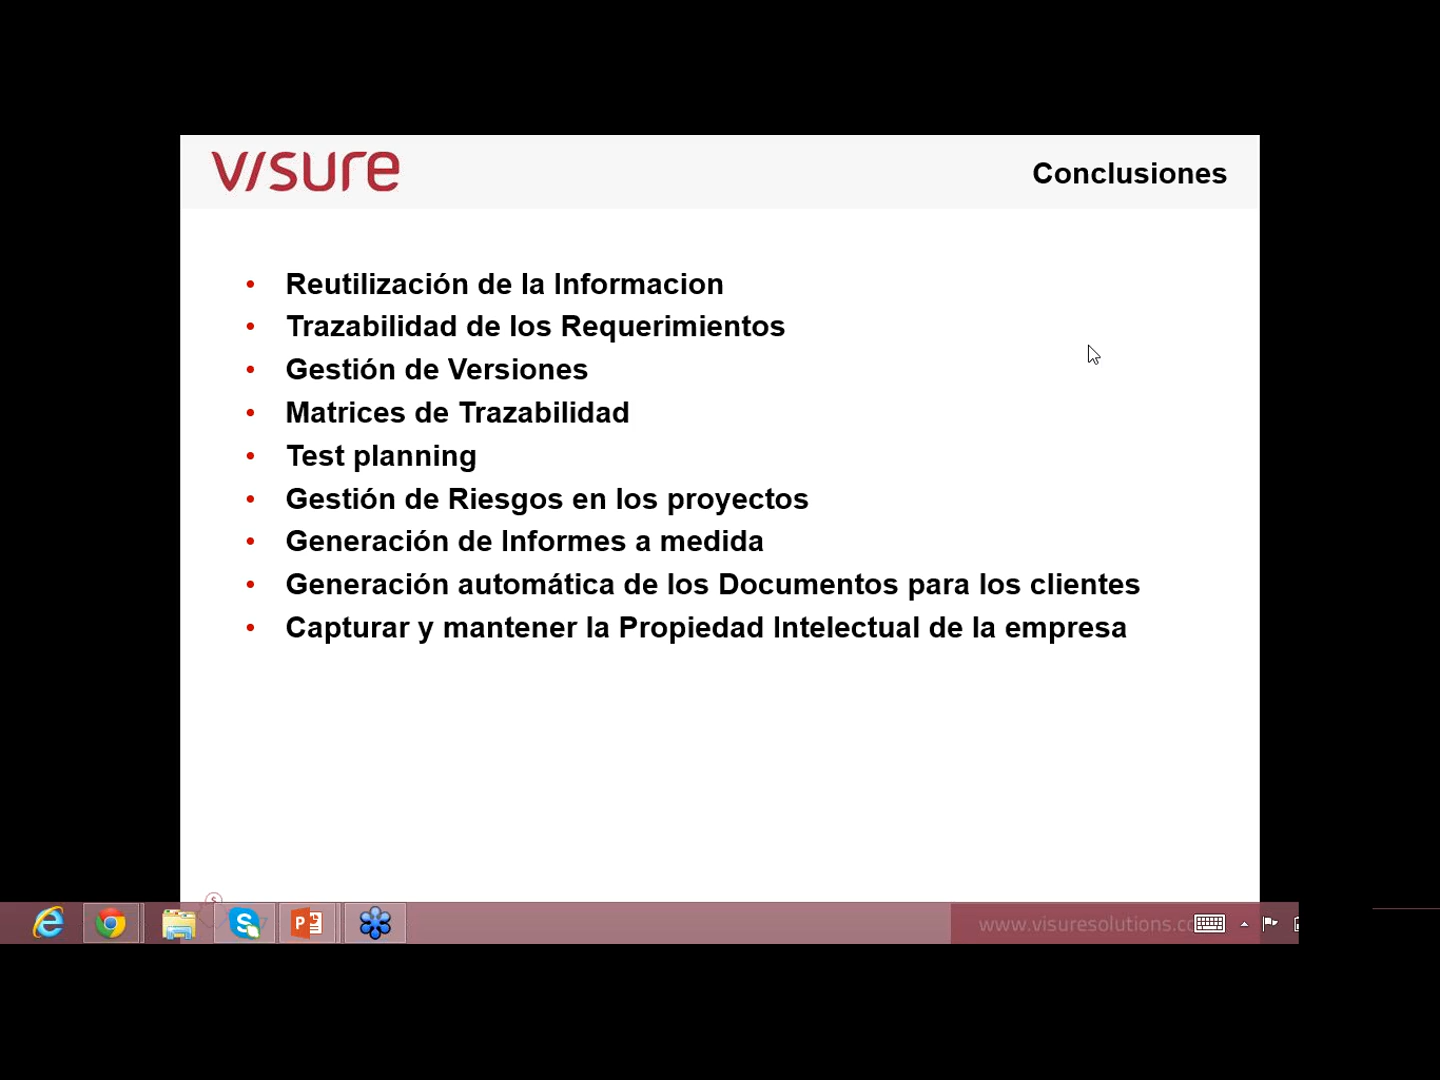 visure
Conclusiones
• Reutilización de la Informacion
• Trazabilidad de los Requerimientos
• Gestión de Versiones
• Matrices de Trazabilidad
• Test planning
• Gestión de Riesgos en los proyectos
• Generación de Informes a medida
• Generación automática de los Documentos para los clientes
• Capturar y mantener la Propiedad Intelectual de la empresa
www.visuresolutions.c